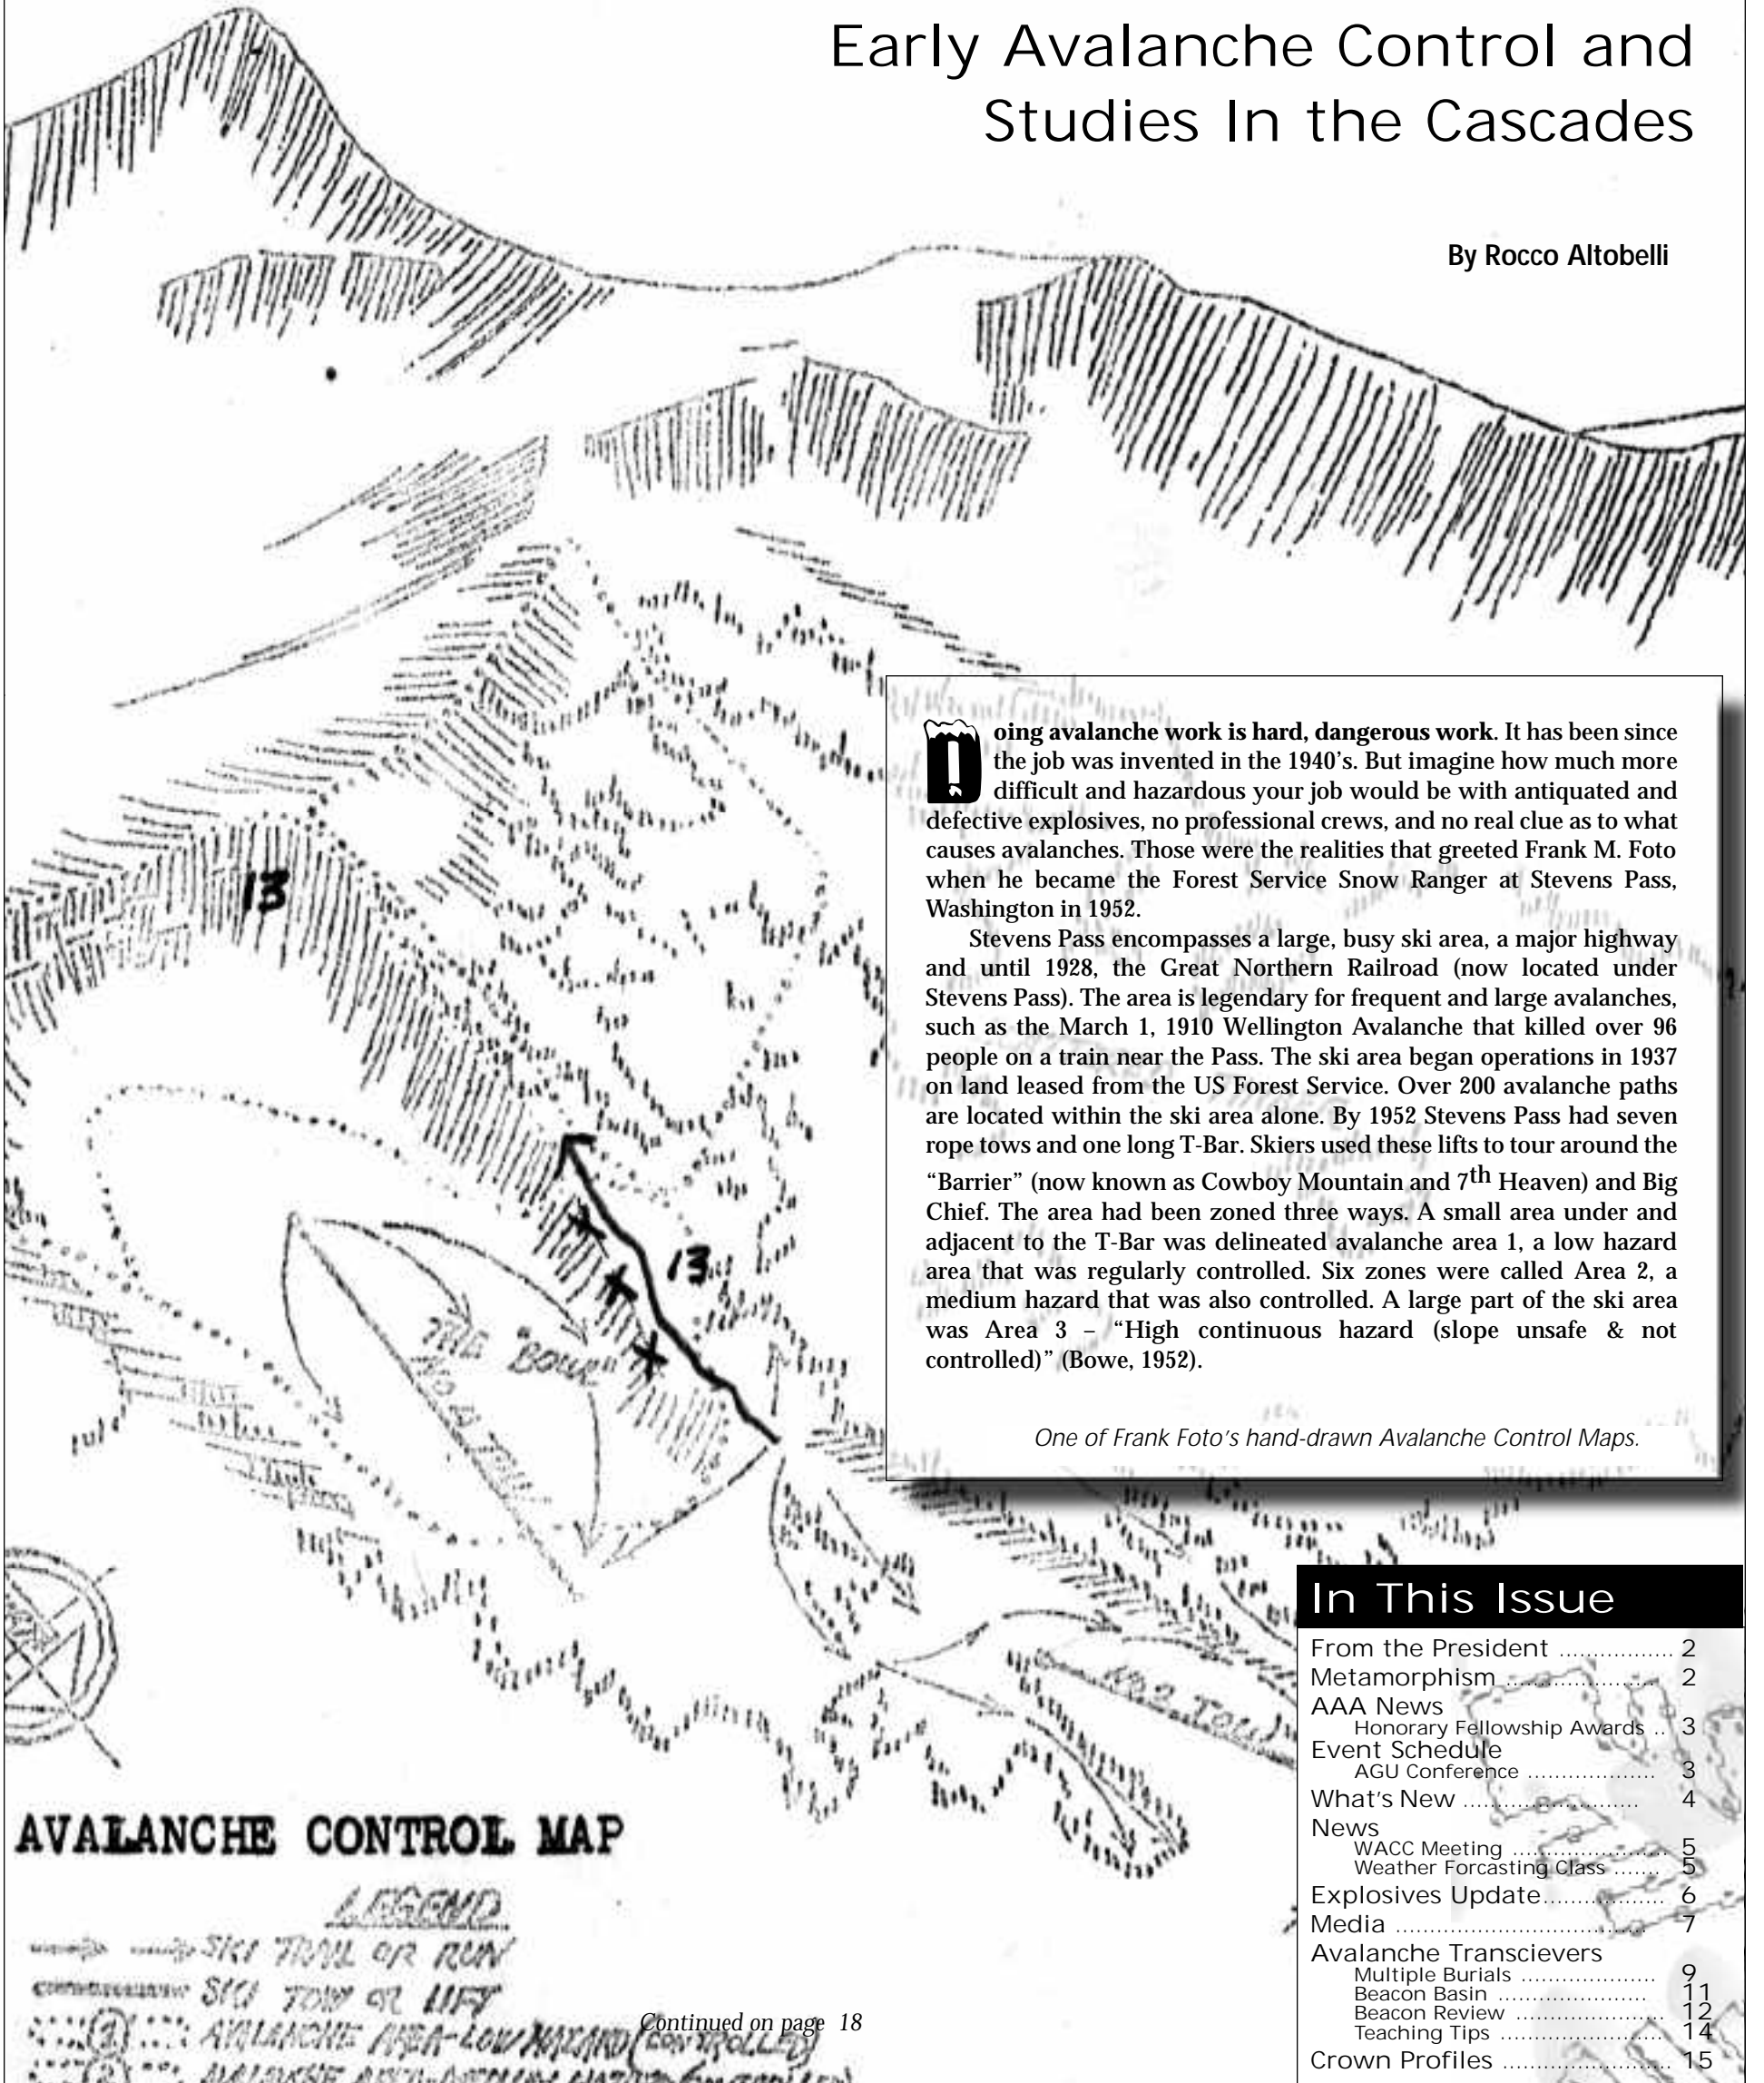 Early Avalanche Control and
Studies In the Cascades
By Rocco Altobelli
13
Doing avalanche work is hard, dangerous work. It has been since
the job was invented in the 1940's. But imagine how much more
difficult and hazardous your job would be with antiquated and
defective explosives, no professional crews, and no real clue as to what
causes avalanches. Those were the realities that greeted Frank M. Foto
when he became the Forest Service Snow Ranger at Stevens Pass,
Washington in 1952.
Stevens Pass encompasses a large, busy ski area, a major highway
and until 1928, the Great Northern Railroad (now located under
Stevens Pass). The area is legendary for frequent and large avalanches,
such as the March 1, 1910 Wellington Avalanche that killed over 96
people on a train near the Pass. The ski area began operations in 1937
on land leased from the US Forest Service. Over 200 avalanche paths
are located within the ski area alone. By 1952 Stevens Pass had seven
rope tows and one long T-Bar. Skiers used these lifts to tour around the
“Barrier” (now known as Cowboy Mountain and 7th Heaven) and Big
Chief. The area had been zoned three ways. A small area under and
adjacent to the T-Bar was delineated avalanche area 1, a low hazard
area that was regularly controlled. Six zones were called Area 2, a
medium hazard that was also controlled. A large part of the ski area
was Area 3 – “High continuous hazard (slope unsafe & not
controlled)” (Bowe, 1952).
One of Frank Foto's hand-drawn Avalanche Control Maps.
13
THE "BOWL"
No. 2 Tow
In This Issue
From the President ................. 2
Metamorphism ....................... 2
AAA News
Honorary Fellowship Awards .. 3
Event Schedule
AGU Conference ................... 3
What's New .......................... 4
News
WACC Meeting ....................... 5
Weather Forcasting Class ....... 5
Explosives Update.................. 6
Media ..................................... 7
Avalanche Transcievers
Multiple Burials .................... 9
Beacon Basin ...................... 11
Beacon Review ...................... 12
Teaching Tips ........................ 14
Crown Profiles ......................... 15
AVALANCHE CONTROL MAP
LEGEND
SKI TRAIL OR RUN
SKI TOW OR LIFT
1 AVALANCHE AREA-LOW HAZARD (CONTROLLED)
2 AVALANCHE AREA-MEDIUM HAZARD (CONTROLLED)
Continued on page 18